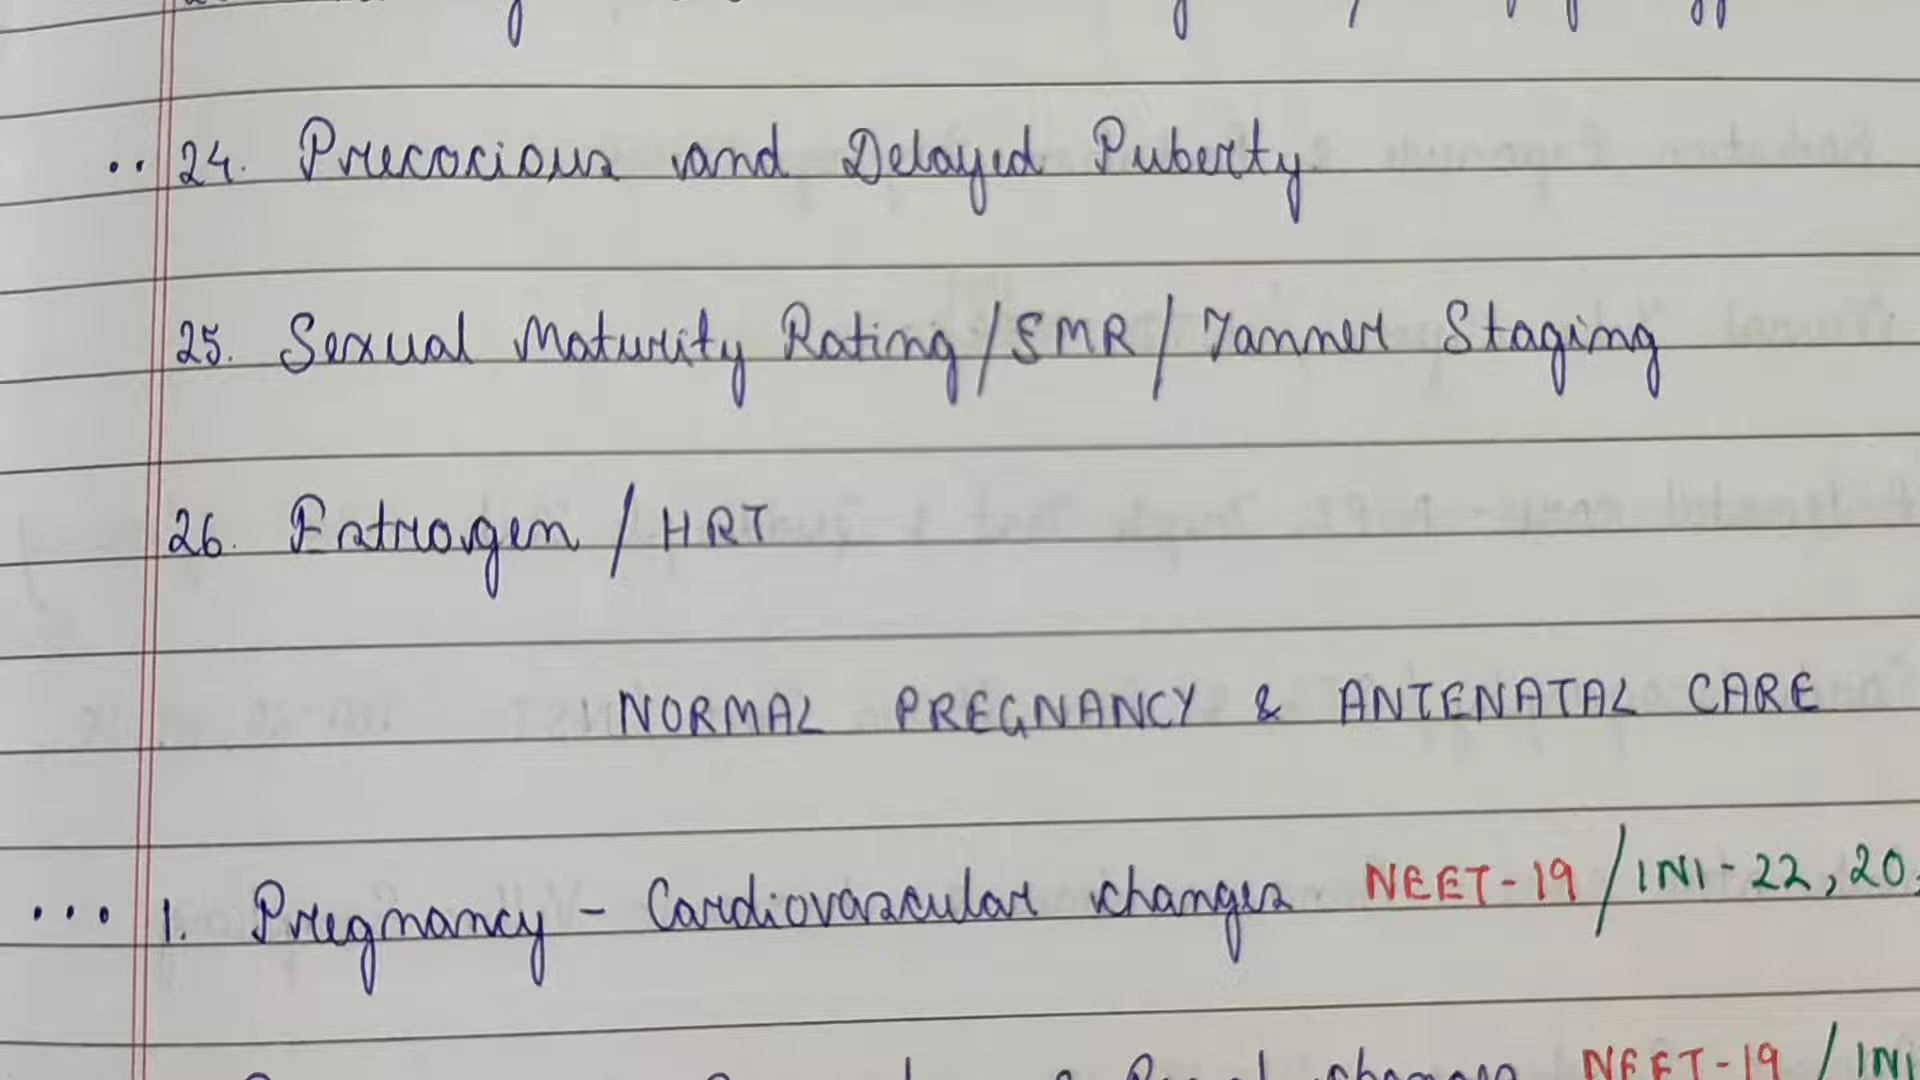 .. 24. Precocious and Delayed Puberty
25. Sexual Maturity Rating / SMR / Tanner Staging
26. Estrogen / HRT
NORMAL PREGNANCY & ANTENATAL CARE
... 1. Pregnancy - Cardiovascular changes NEET-19 / INI-22, 20,
changes NEET-19 / INI